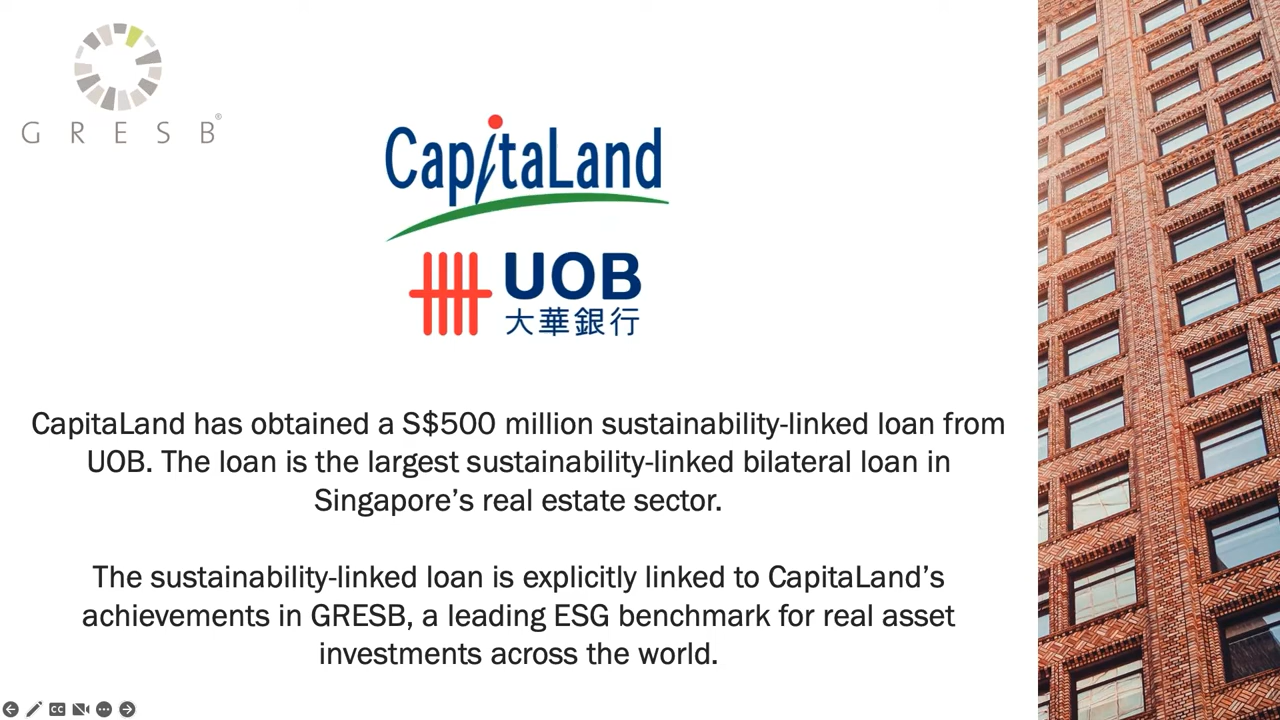 GRESB®
CapitaLand
UOB
大華銀行
CapitaLand has obtained a S$500 million sustainability-linked loan from
UOB. The loan is the largest sustainability-linked bilateral loan in
Singapore’s real estate sector.
The sustainability-linked loan is explicitly linked to CapitaLand’s
achievements in GRESB, a leading ESG benchmark for real asset
investments across the world.
CC